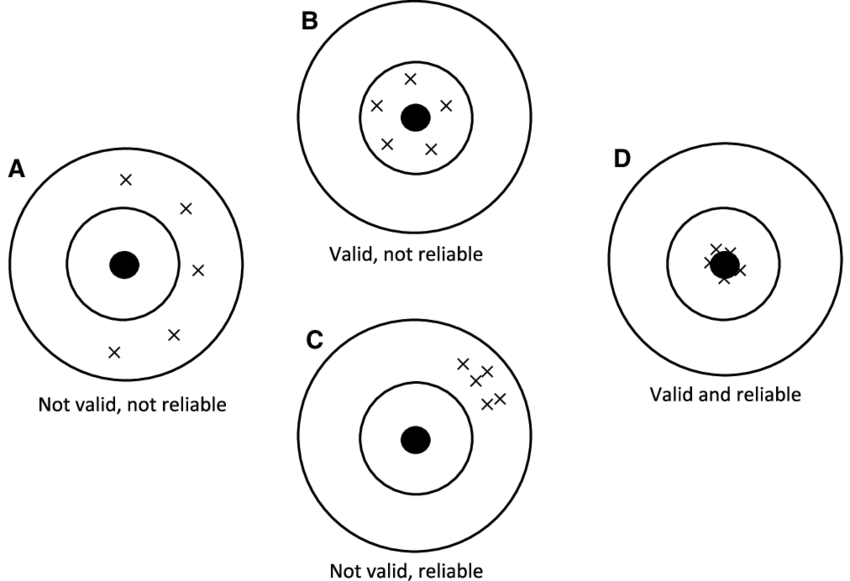 A
Not valid, not reliable
B
Valid, not reliable
C
Not valid, reliable
D
Valid and reliable